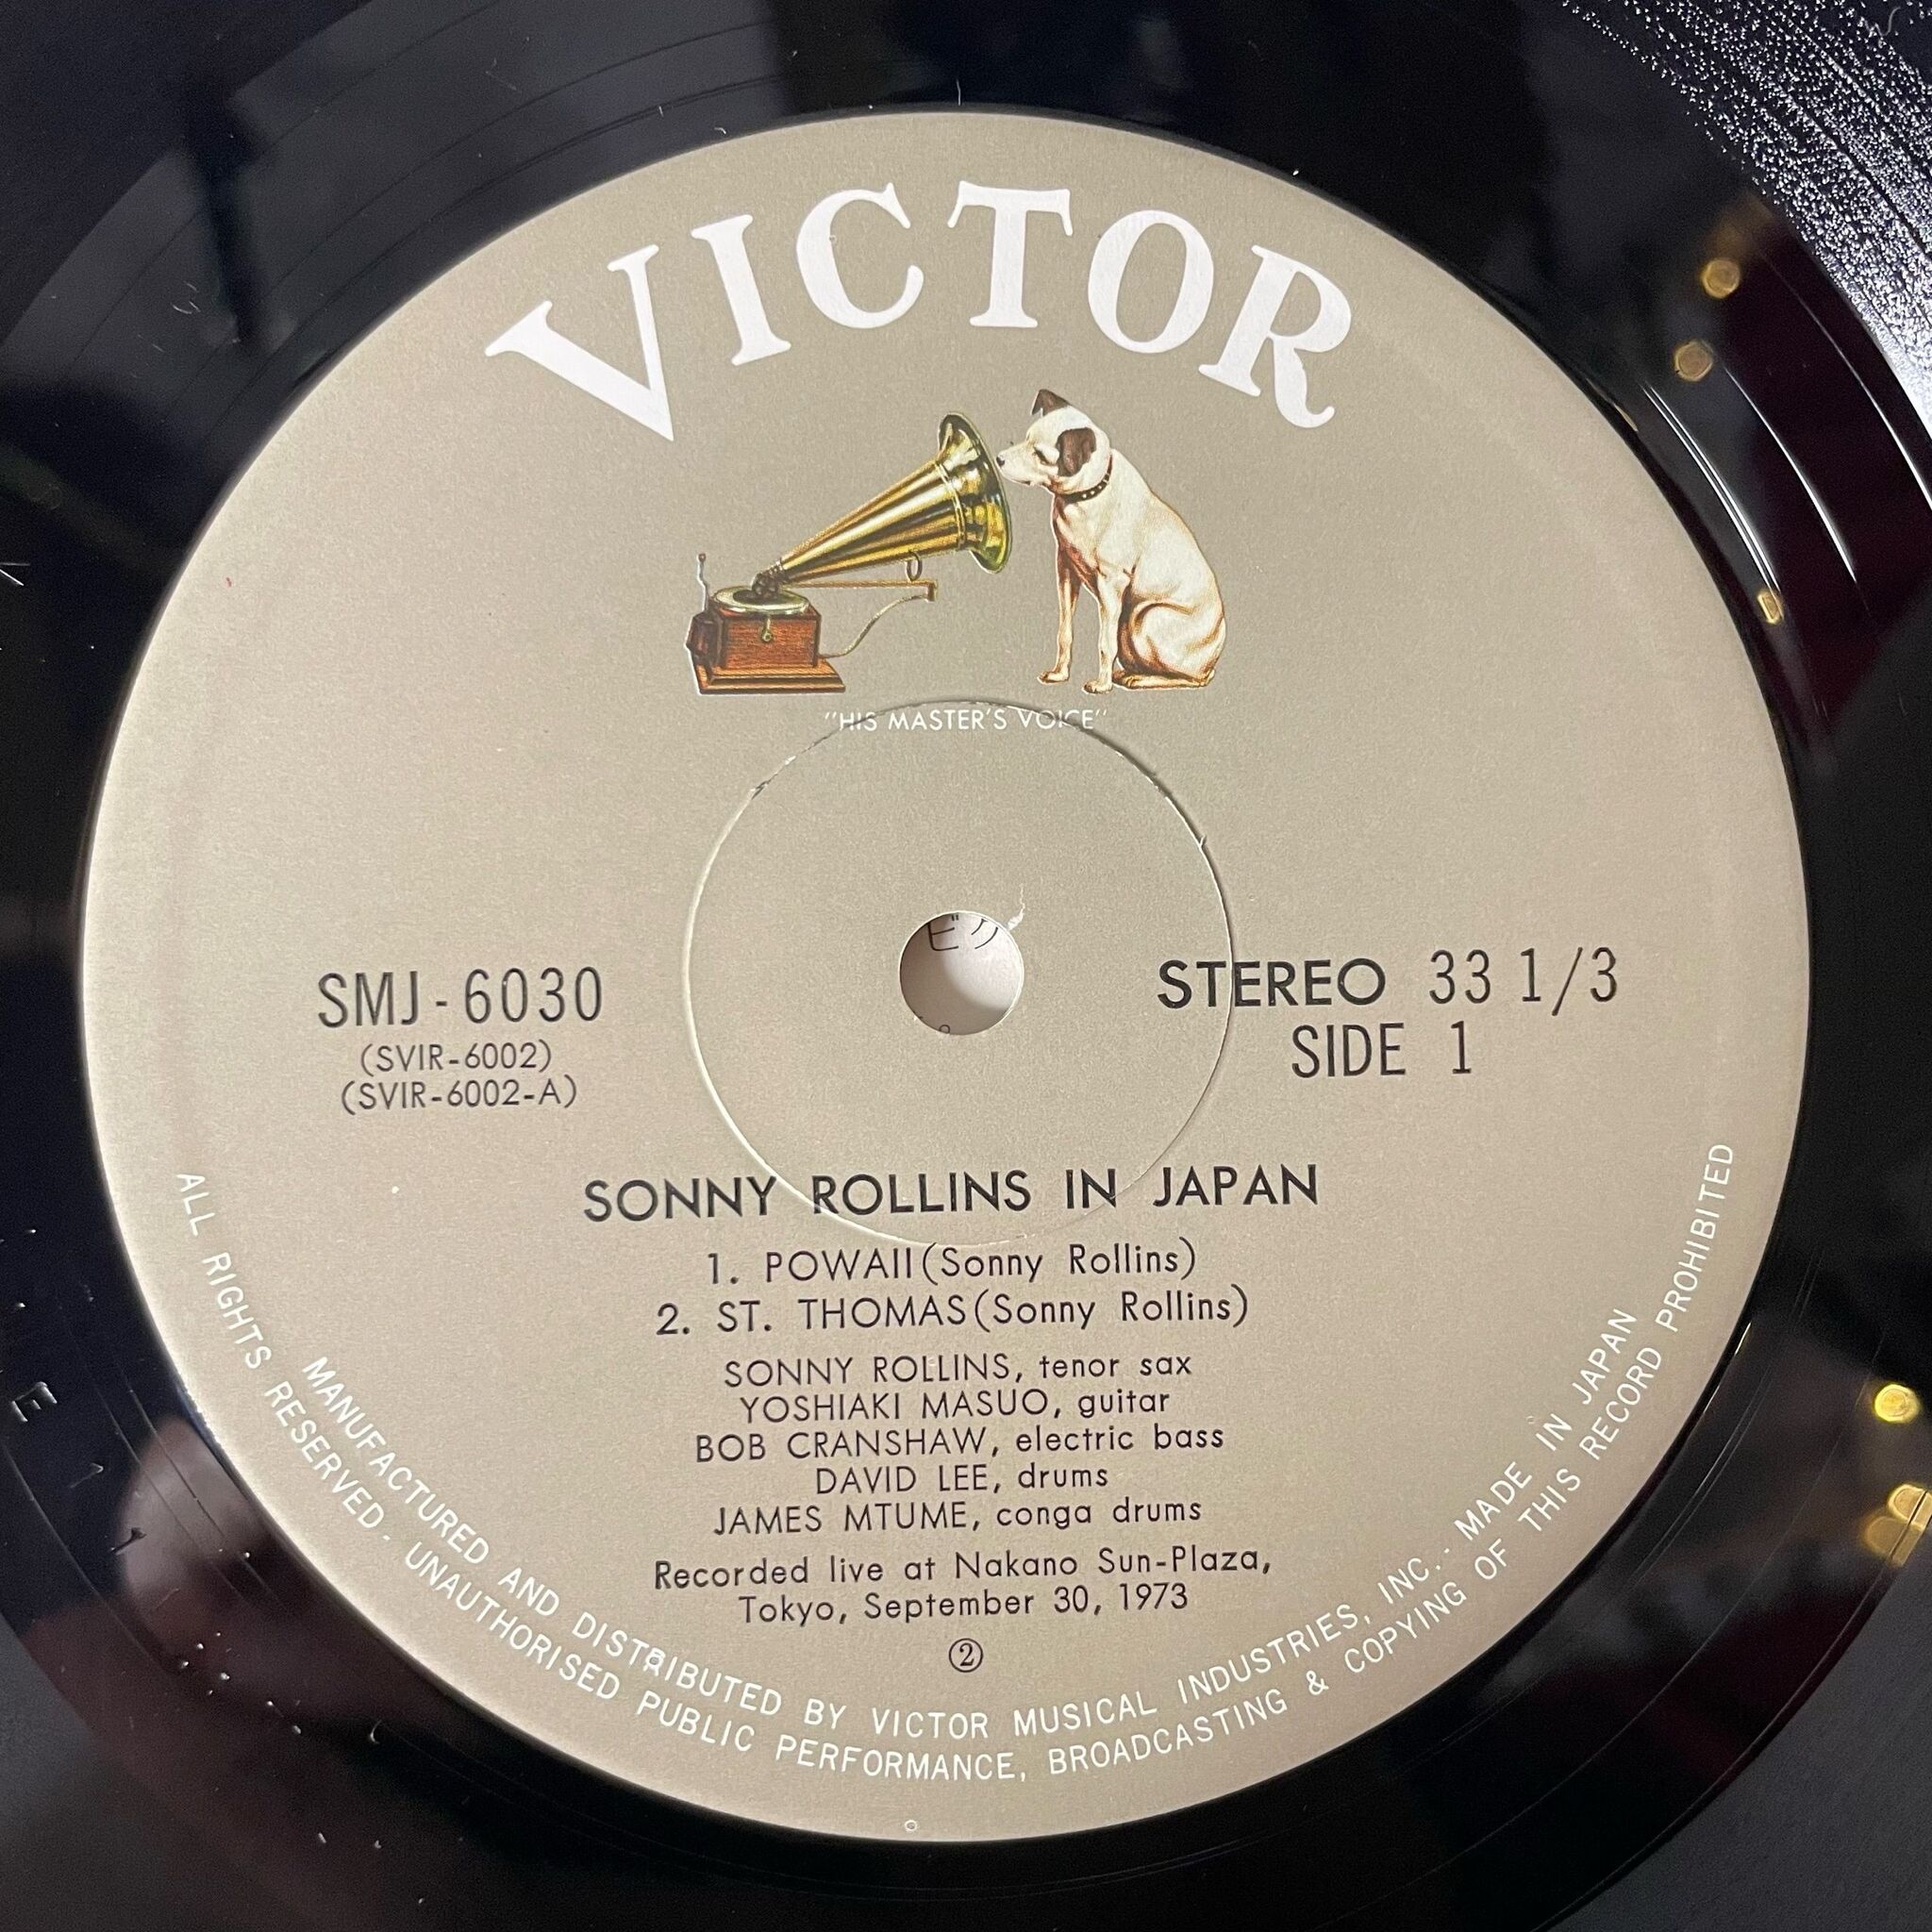 VICTOR
"HIS MASTER'S VOICE"
ビク
SMJ-6030
(SVIR-6002)
(SVIR-6002-A)
STEREO 33 1/3
SIDE 1
SONNY ROLLINS IN JAPAN
1. POWAII(Sonny Rollins)
2. ST. THOMAS(Sonny Rollins)
SONNY ROLLINS, tenor sax
YOSHIAKI MASUO, guitar
BOB CRANSHAW, electric bass
DAVID LEE, drums
JAMES MTUME, conga drums
Recorded live at Nakano Sun-Plaza,
Tokyo, September 30, 1973
②
MANUFACTURED AND DISTRIBUTED BY VICTOR MUSICAL INDUSTRIES, INC. - MADE IN JAPAN
ALL RIGHTS RESERVED - UNAUTHORISED PUBLIC PERFORMANCE, BROADCASTING & COPYING OF THIS RECORD PROHIBITED
E